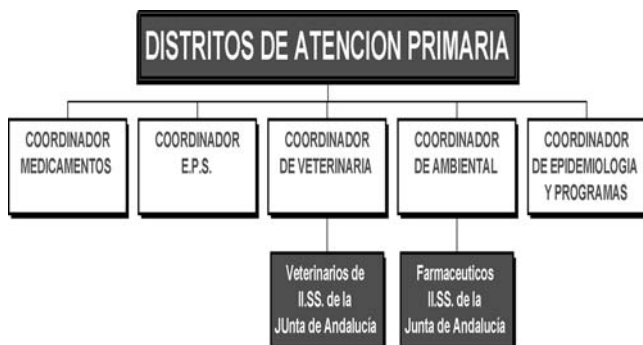 DISTRITOS DE ATENCION PRIMARIA
COORDINADOR
MEDICAMENTOS
COORDINADOR
E.P.S.
COORDINADOR
DE VETERINARIA
COORDINADOR
DE AMBIENTAL
COORDINADOR
DE EPIDEMIOLOGIA
Y PROGRAMAS
Veterinarios de
II.SS. de la
JUnta de Andalucía
Farmaceuticos
II.SS. de la
Junta de Andalucía